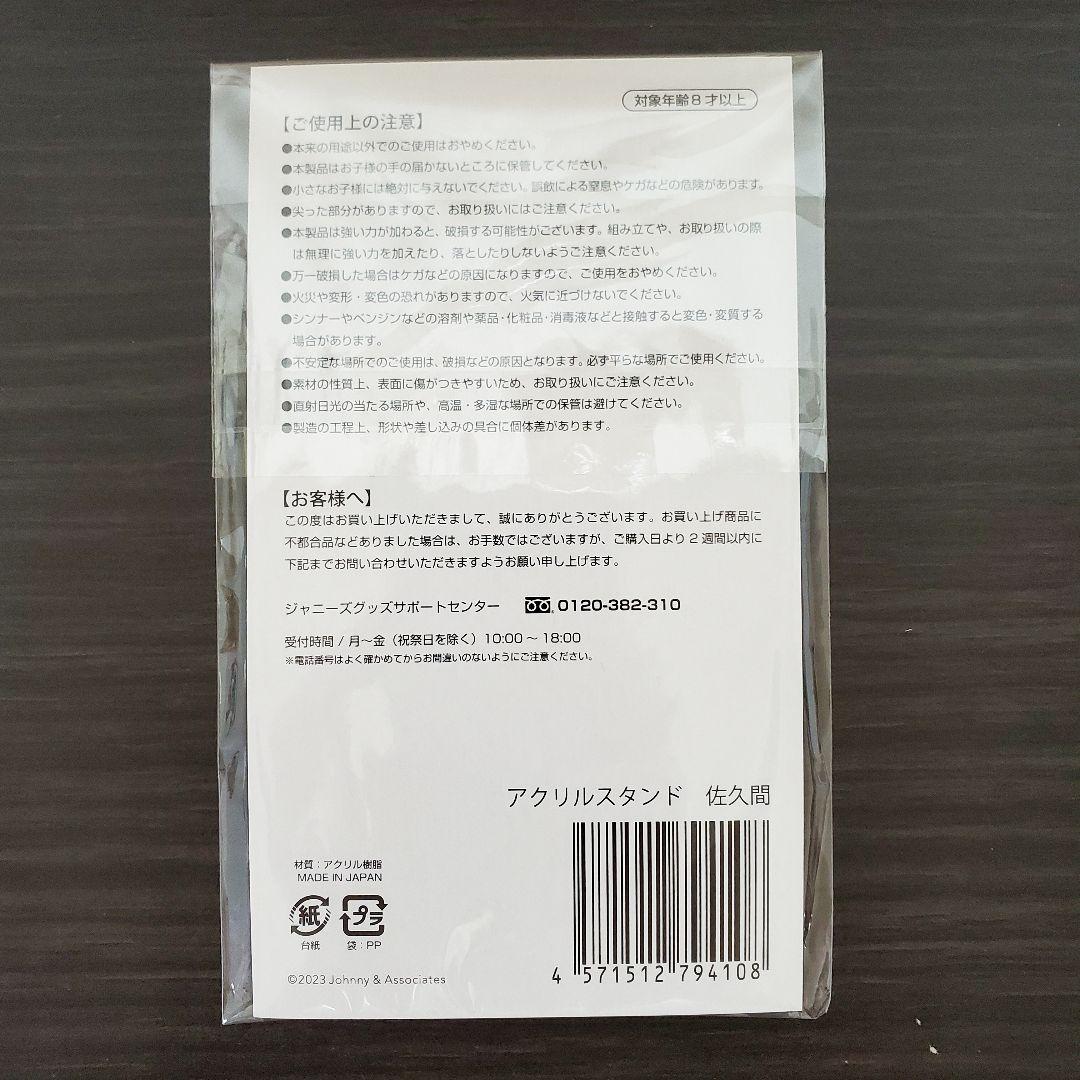 対象年齢8才以上
【ご使用上の注意】
●本来の用途以外でのご使用はおやめください。
●本製品はお子様の手の届かないところに保管してください。
●小さなお子様には絶対に与えないでください。誤飲による窒息やケガなどの危険があります。
●尖った部分がありますので、お取り扱いにはご注意ください。
●本製品は強い力が加わると、破損する可能性がございます。組み立てや、お取り扱いの際
は無理に強い力を加えたり、落としたりしないようご注意ください。
●万一破損した場合はケガなどの原因になりますので、ご使用をおやめください。
●火災や変形・変色の恐れがありますので、火気に近づけないでください。
●シンナーやベンジンなどの溶剤や薬品・化粧品・消毒液などと接触すると変色・変質する
場合があります。
●不安定な場所でのご使用は、破損などの原因となります。必ず平らな場所でご使用ください。
●素材の性質上、表面に傷がつきやすいため、お取り扱いにご注意ください。
●直射日光の当たる場所や、高温・多湿な場所での保管は避けてください。
●製造の工程上、形状や差し込みの具合に個体差があります。
【お客様へ】
この度はお買い上げいただきまして、誠にありがとうございます。お買い上げ商品に
不都合品などありました場合は、お手数ではございますが、ご購入日より2週間以内に
下記までお問い合わせいただきますようお願い申し上げます。
ジャニーズグッズサポートセンター 0120-382-310
受付時間 / 月〜金（祝祭日を除く）10:00 〜 18:00
※電話番号はよく確かめてからお間違いのないようにご注意ください。
アクリルスタンド 佐久間
材質：アクリル樹脂
MADE IN JAPAN
紙 プラ
台紙 袋：PP
4 571512 794108
©2023 Johnny & Associates